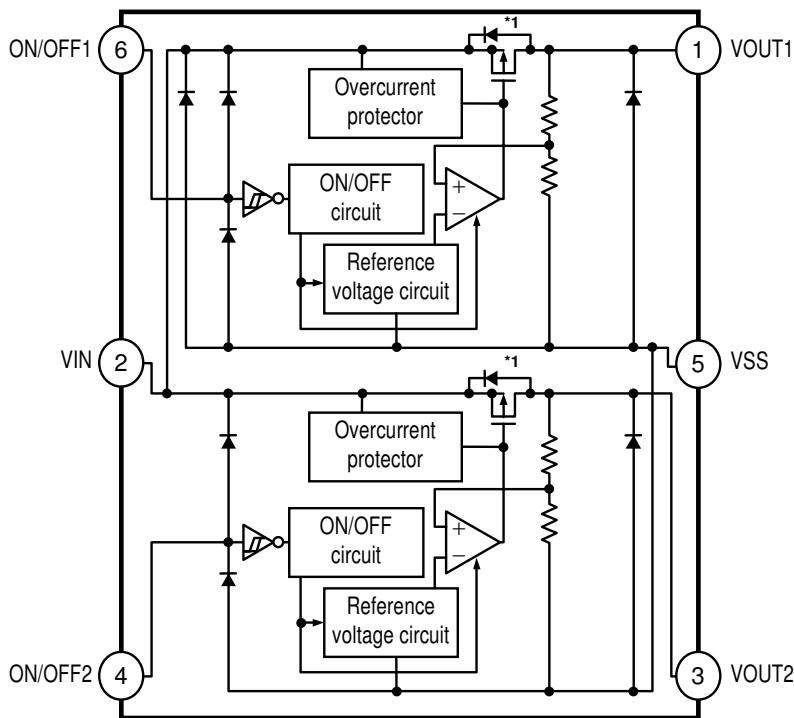 *1
ON/OFF1
6
1
VOUT1
Overcurrent
protector
ON/OFF
circuit
+
−
Reference
voltage circuit
VIN
2
5
VSS
*1
Overcurrent
protector
ON/OFF
circuit
+
−
Reference
voltage circuit
ON/OFF2
4
3
VOUT2